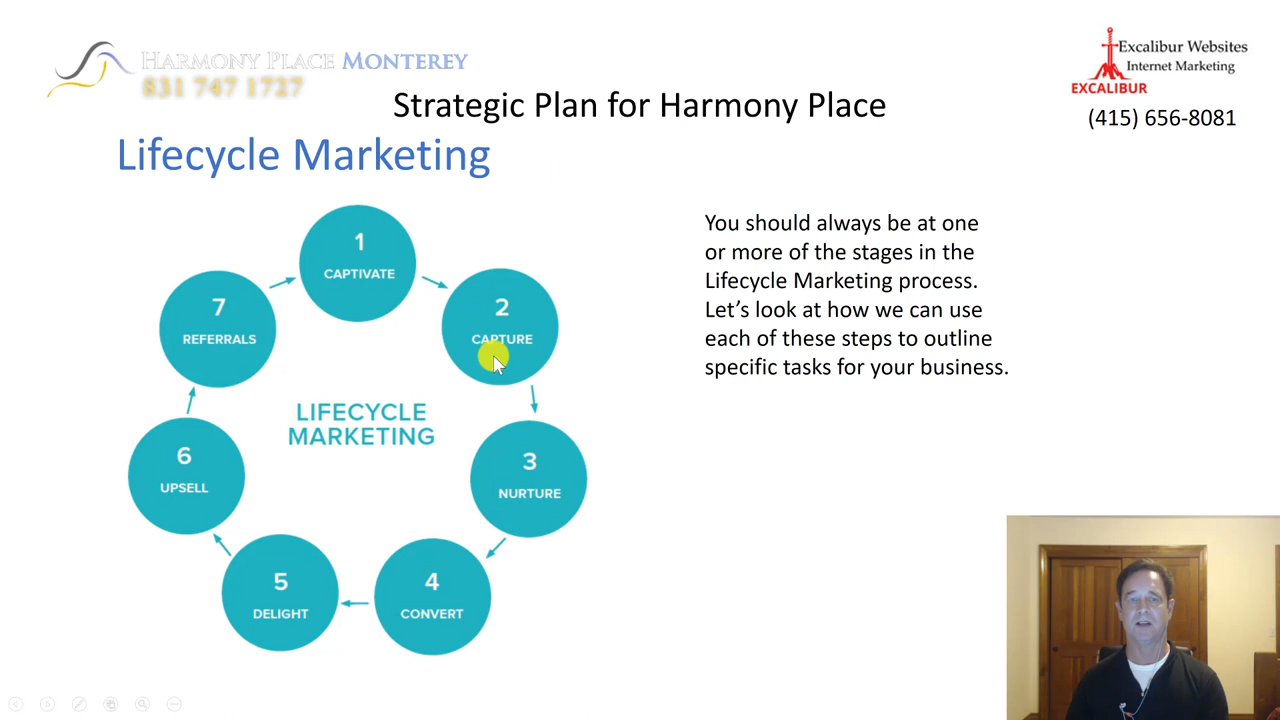 HARMONY PLACE MONTEREY
831 747 1727
Excalibur Websites
Internet Marketing
EXCALIBUR
(415) 656-8081
Strategic Plan for Harmony Place
Lifecycle Marketing
1
CAPTIVATE
2
CAPTURE
3
NURTURE
4
CONVERT
5
DELIGHT
6
UPSELL
7
REFERRALS
LIFECYCLE
MARKETING
You should always be at one
or more of the stages in the
Lifecycle Marketing process.
Let’s look at how we can use
each of these steps to outline
specific tasks for your business.